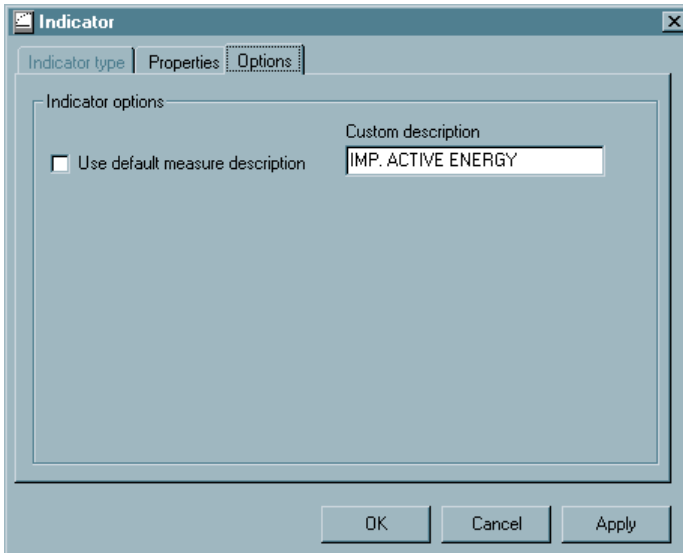 Indicator
Indicator type Properties Options
Indicator options
Custom description
Use default measure description IMP. ACTIVE ENERGY
OK Cancel Apply